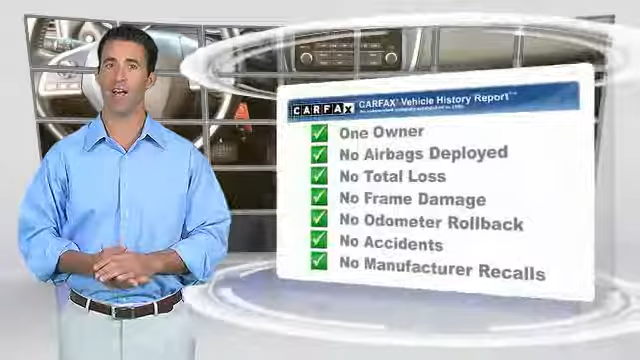 CARFAX CARFAX Vehicle History Report
One Owner
No Airbags Deployed
No Total Loss
No Frame Damage
No Odometer Rollback
No Accidents
No Manufacturer Recalls